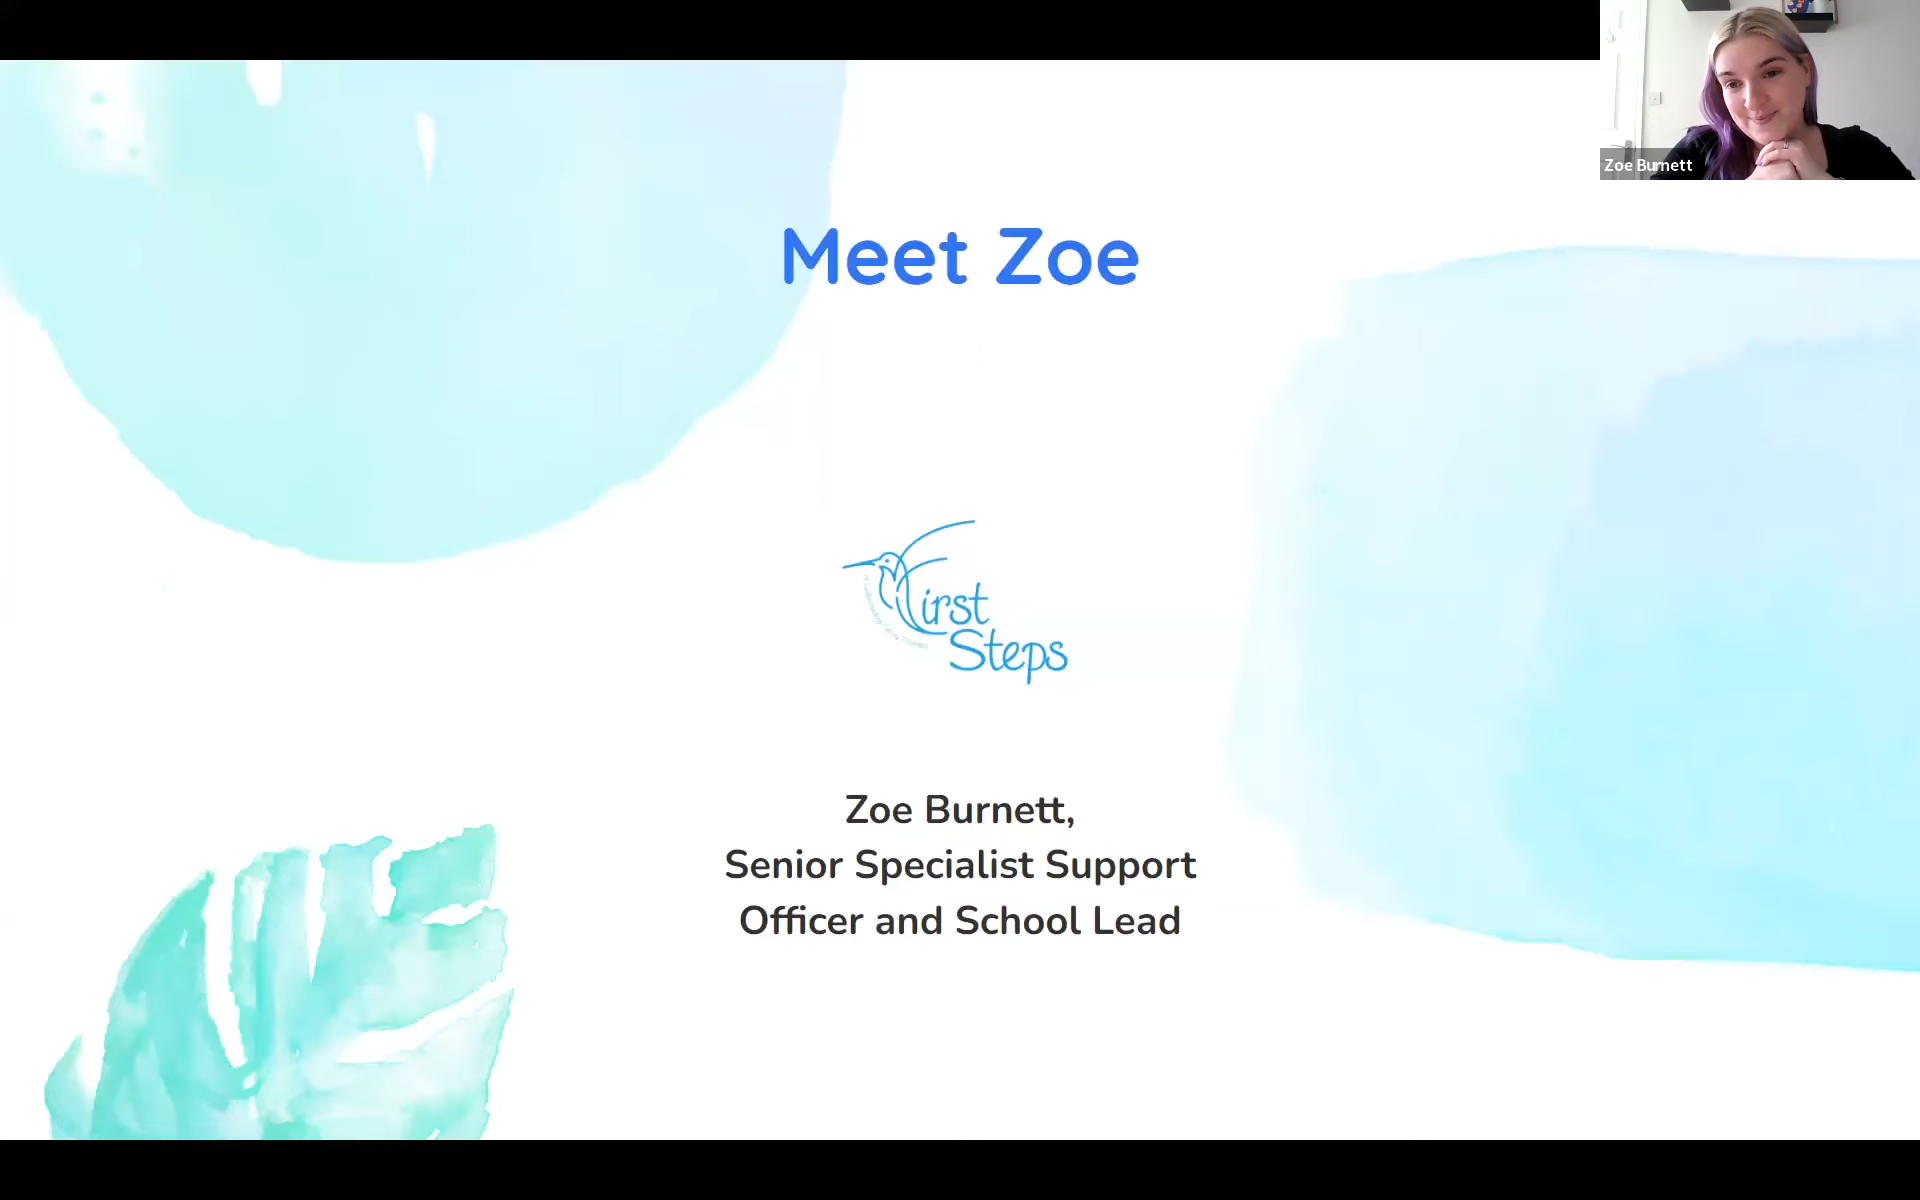 Zoe Burnett
Meet Zoe
First
Steps
Zoe Burnett,
Senior Specialist Support
Officer and School Lead